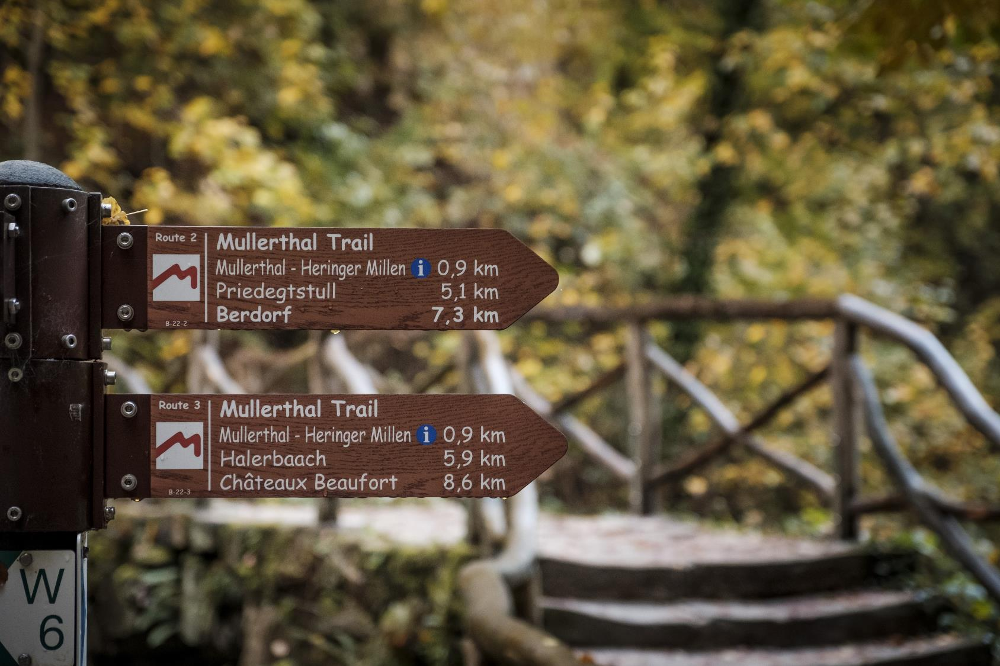 Route 2
Mullerthal Trail
Mullerthal - Heringer Millen i 0,9 km
Priedegtstull 5,1 km
Berdorf 7,3 km
B-22-2
Route 3
Mullerthal Trail
Mullerthal - Heringer Millen i 0,9 km
Halerbaach 5,9 km
Châteaux Beaufort 8,6 km
B-22-3
W
6